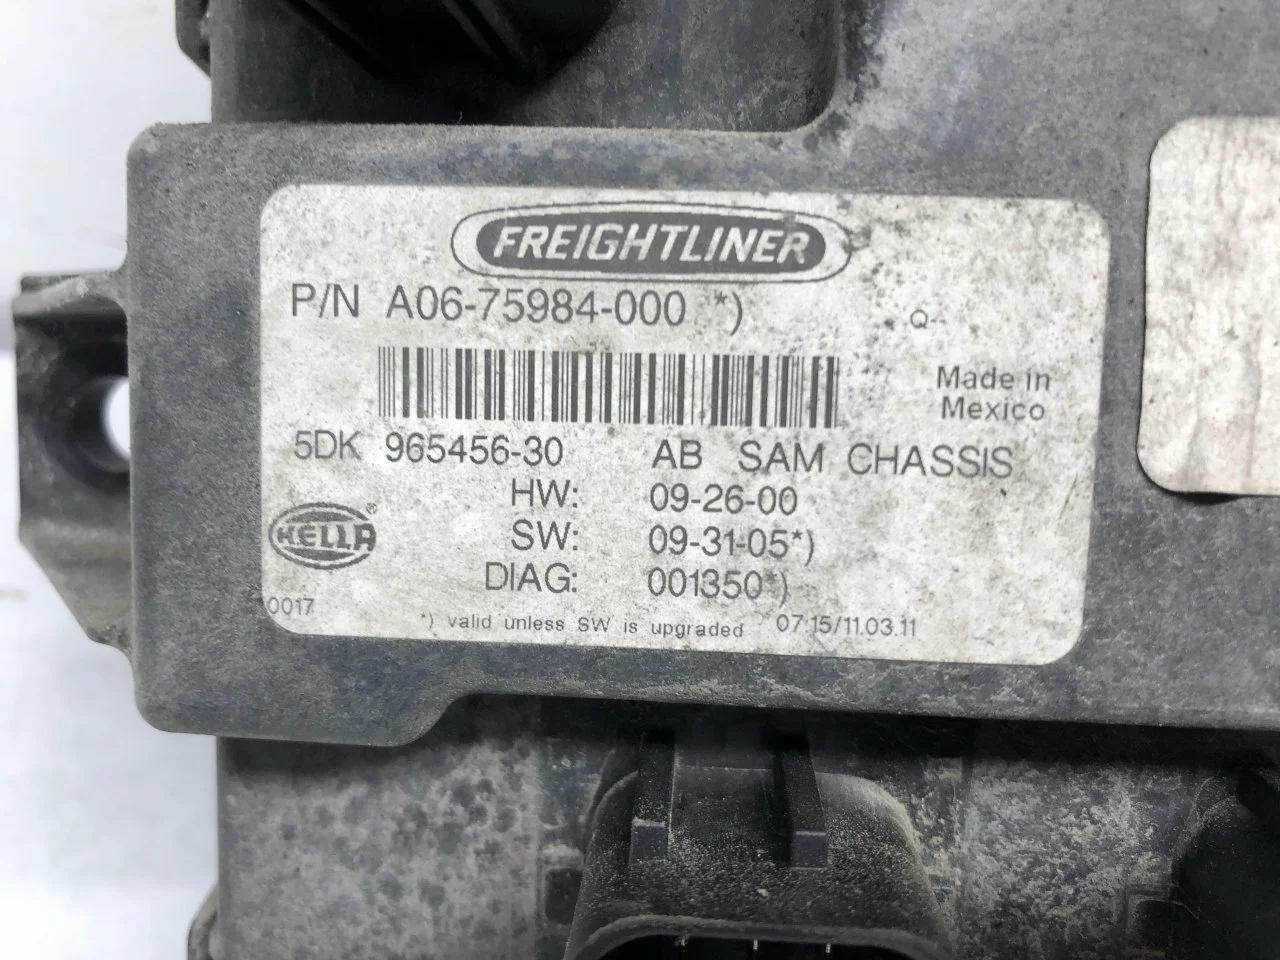 FREIGHTLINER
P/N A06-75984-000 *)
Q--
Made in
Mexico
5DK 965456-30 AB SAM CHASSIS
HW: 09-26-00
HELLA ®
SW: 09-31-05*)
DIAG: 001350*)
0017
*) valid unless SW is upgraded 07:15/11.03.11